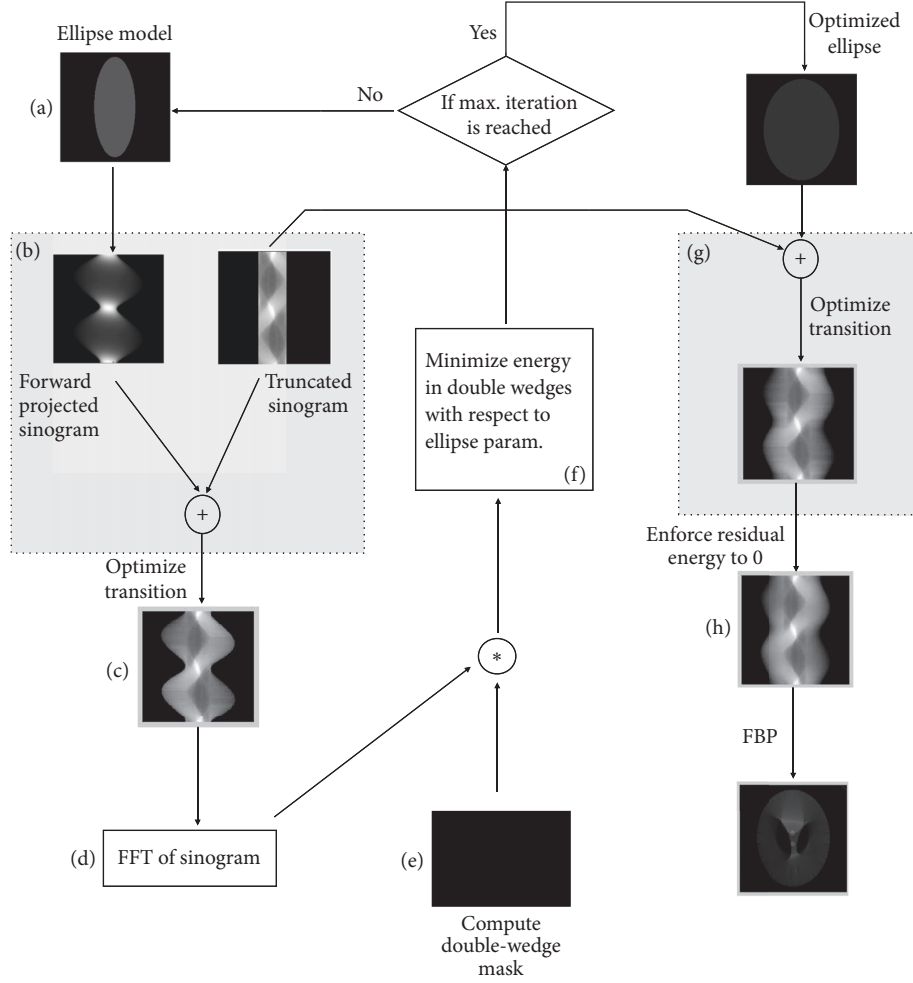 Ellipse model
(a)
No
Yes
If max. iteration
is reached
Optimized
ellipse
(b)
Forward
projected
sinogram
Truncated
sinogram
+
Optimize
transition
(c)
(d)
FFT of sinogram
(e)
Compute
double-wedge
mask
*
Minimize energy
in double wedges
with respect to
ellipse param.
(f)
(g)
+
Optimize
transition
Enforce residual
energy to 0
(h)
FBP